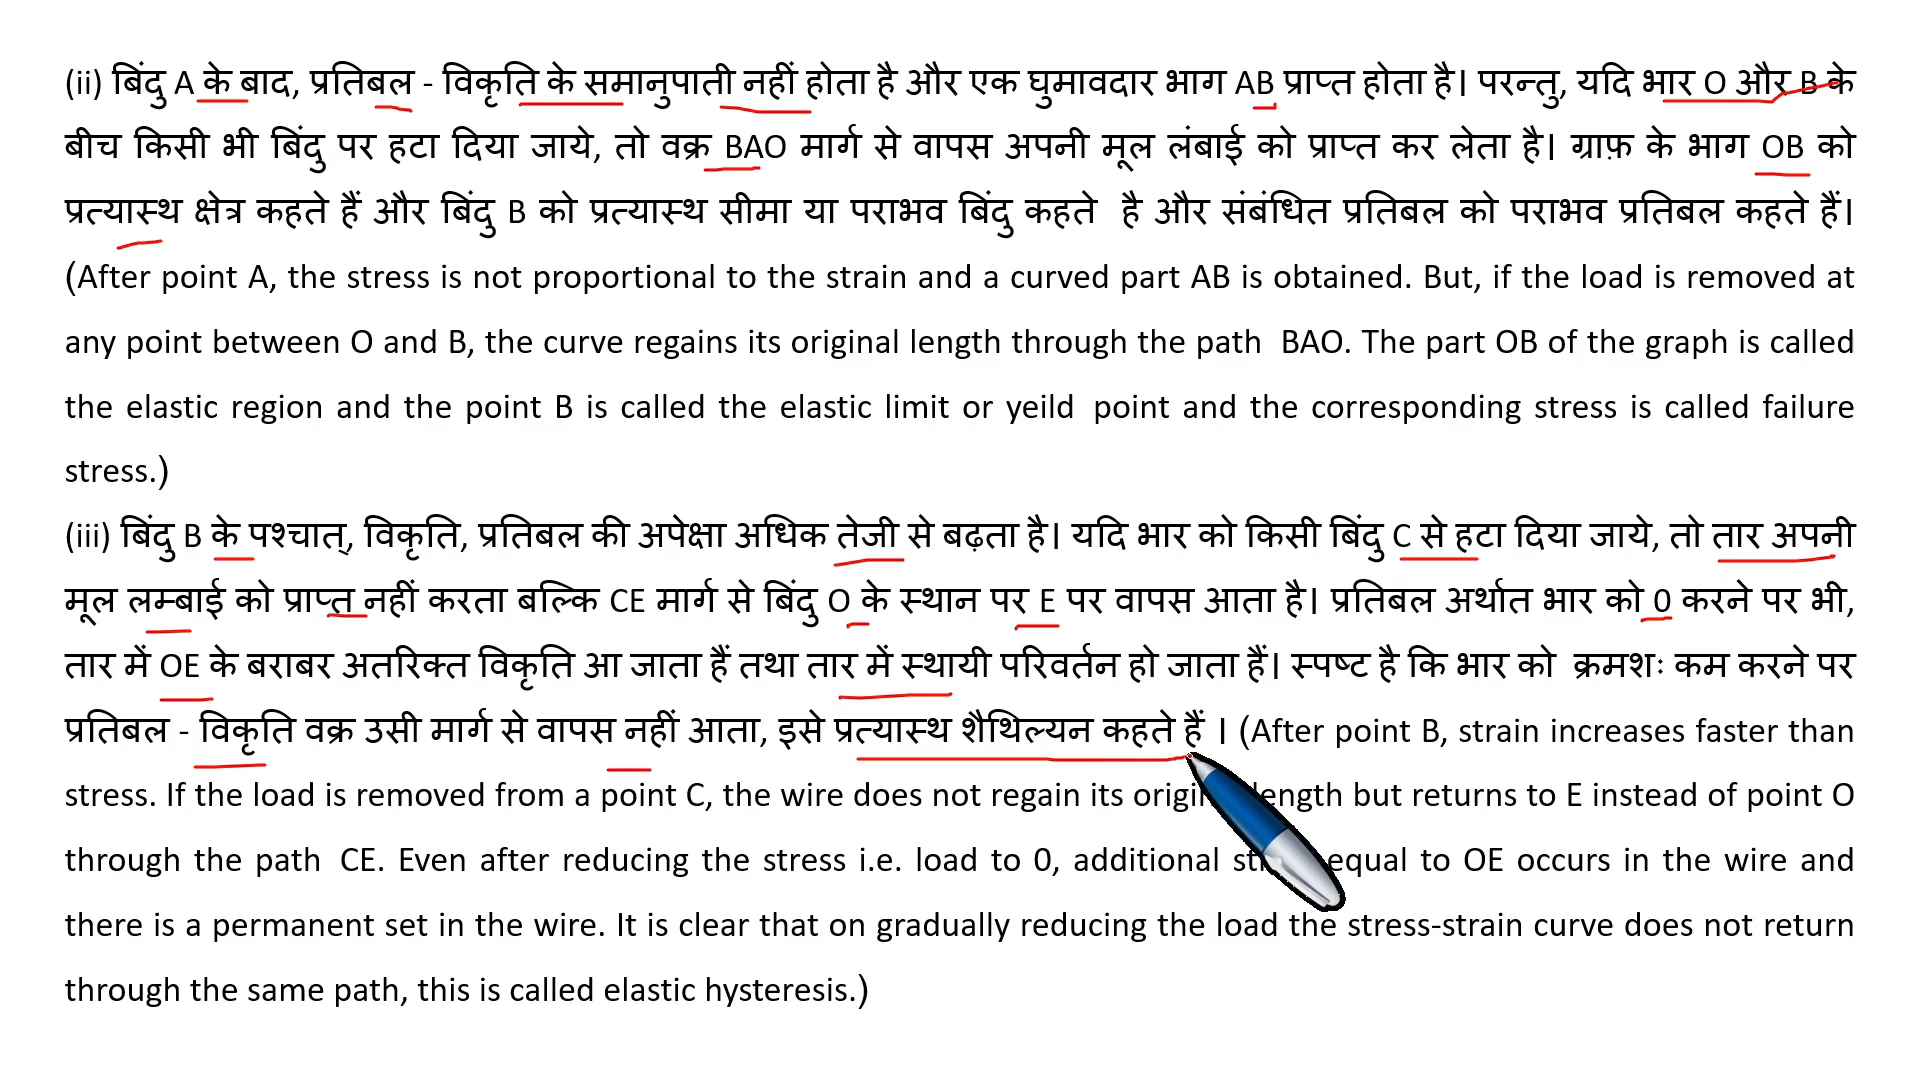 (ii) बिंदु A के बाद, प्रतिबल - विकृति के समानुपाती नहीं होता है और एक घुमावदार भाग AB प्राप्त होता है। परन्तु, यदि भार O और B के
बीच किसी भी बिंदु पर हटा दिया जाये, तो वक्र BAO मार्ग से वापस अपनी मूल लंबाई को प्राप्त कर लेता है। ग्राफ़ के भाग OB को
प्रत्यास्थ क्षेत्र कहते हैं और बिंदु B को प्रत्यास्थ सीमा या पराभव बिंदु कहते है और संबंधित प्रतिबल को पराभव प्रतिबल कहते हैं।
(After point A, the stress is not proportional to the strain and a curved part AB is obtained. But, if the load is removed at
any point between O and B, the curve regains its original length through the path BAO. The part OB of the graph is called
the elastic region and the point B is called the elastic limit or yeild point and the corresponding stress is called failure
stress.)
(iii) बिंदु B के पश्चात्, विकृति, प्रतिबल की अपेक्षा अधिक तेजी से बढ़ता है। यदि भार को किसी बिंदु C से हटा दिया जाये, तो तार अपनी
मूल लम्बाई को प्राप्त नहीं करता बल्कि CE मार्ग से बिंदु O के स्थान पर E पर वापस आता है। प्रतिबल अर्थात भार को 0 करने पर भी,
तार में OE के बराबर अतरिक्त विकृति आ जाता हैं तथा तार में स्थायी परिवर्तन हो जाता हैं। स्पष्ट है कि भार को क्रमशः कम करने पर
प्रतिबल - विकृति वक्र उसी मार्ग से वापस नहीं आता, इसे प्रत्यास्थ शैथिल्यन कहते हैं । (After point B, strain increases faster than
stress. If the load is removed from a point C, the wire does not regain its length but returns to E instead of point O
through the path CE. Even after reducing the stress i.e. load to 0, additional equal to OE occurs in the wire and
there is a permanent set in the wire. It is clear that on gradually reducing the load the stress-strain curve does not return
through the same path, this is called elastic hysteresis.)